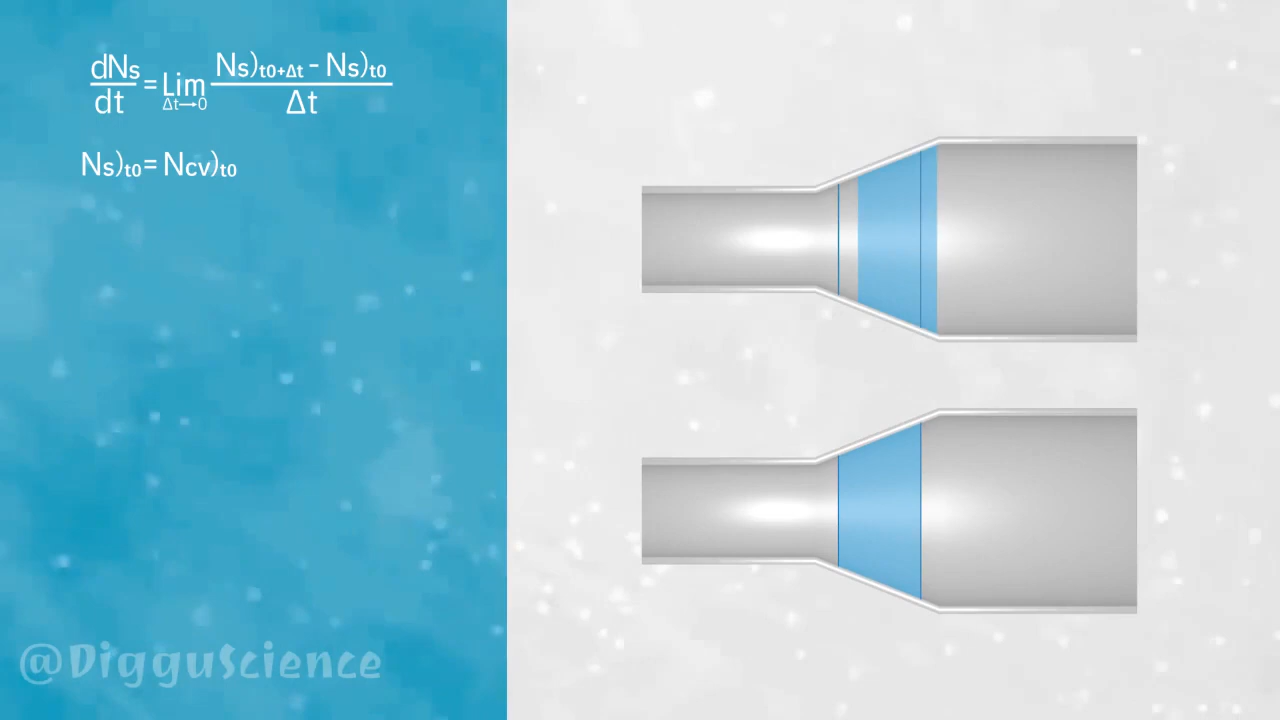 dNs/dt = Lim Δt→0 Ns)t0+Δt - Ns)t0 / Δt
Ns)t0 = Ncv)t0
@DigguScience